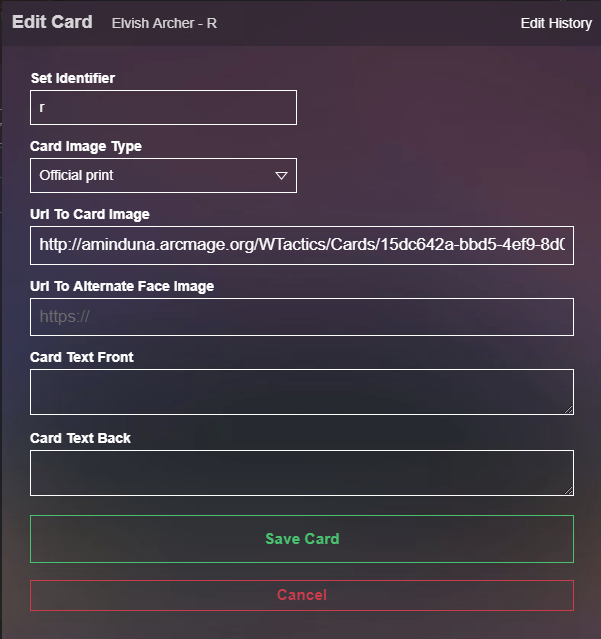 Edit Card Elvish Archer - R Edit History
Set Identifier
r
Card Image Type
Official print
Url To Card Image
http://aminduna.arcmage.org/WTactics/Cards/15dc642a-bbd5-4ef9-8d0
Url To Alternate Face Image
https://
Card Text Front
Card Text Back
Save Card
Cancel